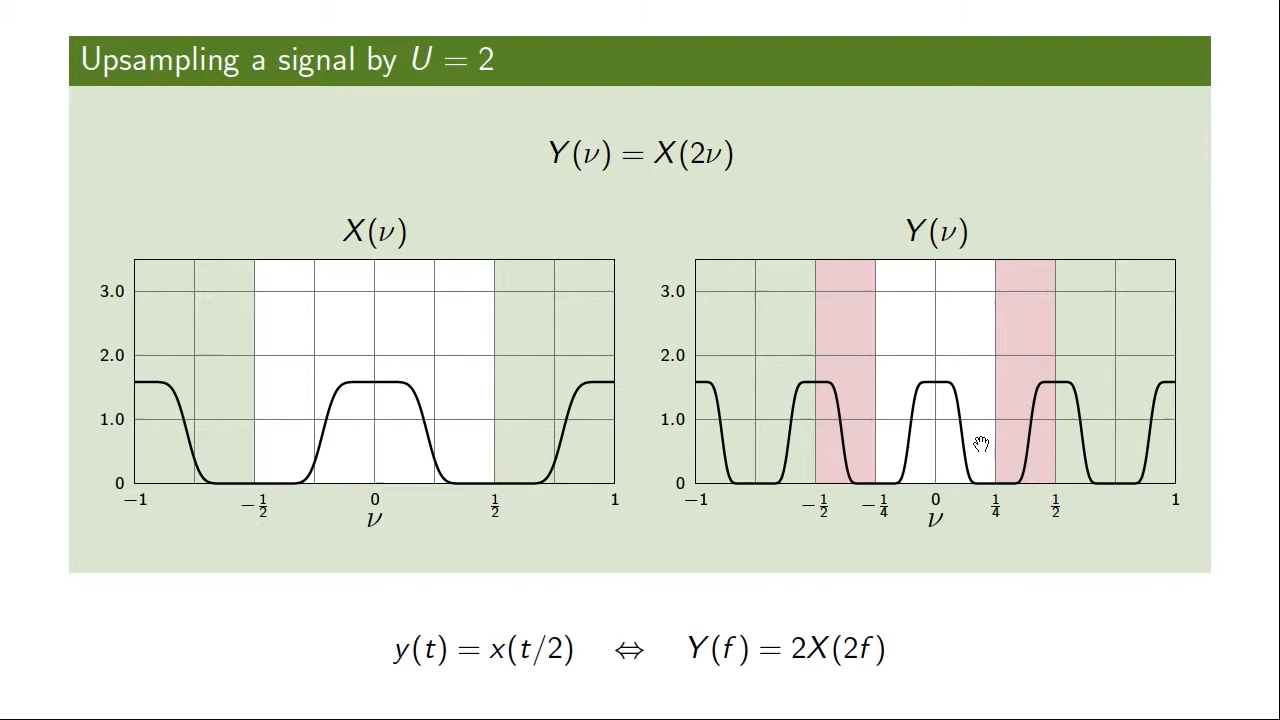 Upsampling a signal by U = 2
Y(ν) = X(2ν)
X(ν)
3.0
2.0
1.0
0
−1
−1/2
0
1/2
1
ν
Y(ν)
3.0
2.0
1.0
0
−1
−1/2
−1/4
0
1/4
1/2
1
ν
y(t) = x(t/2) ⇔ Y(f) = 2X(2f)